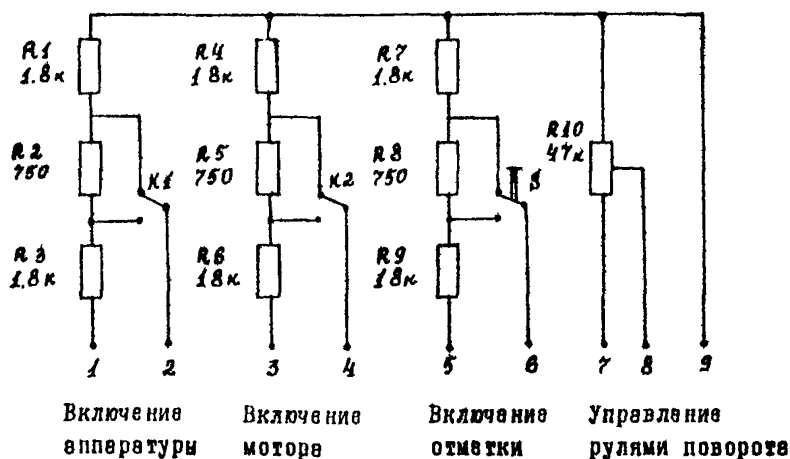 R1
1.8к
R4
1 8к
R7
1.8к
R2
750
К1
R5
750
К2
R8
750
S
R10
47к
R3
1.8к
R6
18к
R9
18к
1 2 3 4 5 6 7 8 9
Включение
аппаратуры
Включение
мотора
Включение
отметки
Управление
рулями поворота